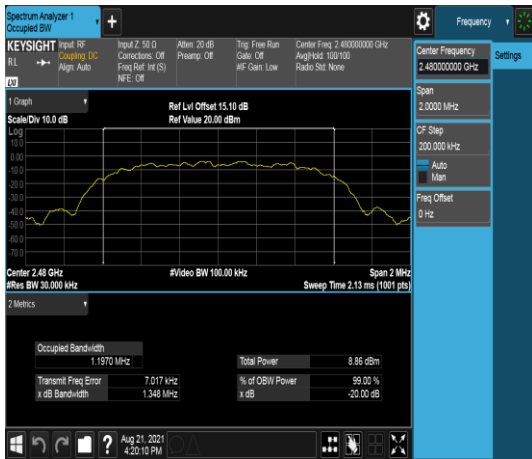 Spectrum Analyzer 1
Occupied BW
+
Frequency
Settings
KEYSIGHT
RL
LXI
Input: RF
Coupling: DC
Align: Auto
Input Z: 50 Ω
Corrections: Off
Freq Ref: Int (S)
NFE: Off
Atten: 20 dB
Preamp: Off
Trig: Free Run
Gate: Off
#IF Gain: Low
Center Freq: 2.480000000 GHz
Avg|Hold: 100/100
Radio Std: None
Center Frequency
2.480000000 GHz
Span
2.0000 MHz
CF Step
200.000 kHz
Auto
Man
Freq Offset
0 Hz
1 Graph
Scale/Div 10.0 dB
Ref Lvl Offset 15.10 dB
Ref Value 20.00 dBm
Log
10.0
0.00
-10.0
-20.0
-30.0
-40.0
-50.0
-60.0
-70.0
Center 2.48 GHz
#Res BW 30.000 kHz
#Video BW 100.00 kHz
Span 2 MHz
Sweep Time 2.13 ms (1001 pts)
2 Metrics
Occupied Bandwidth
1.1970 MHz
Total Power 8.86 dBm
Transmit Freq Error 7.017 kHz
% of OBW Power 99.00 %
x dB Bandwidth 1.348 MHz
x dB -20.00 dB
?
Aug 21, 2021
4:20:10 PM